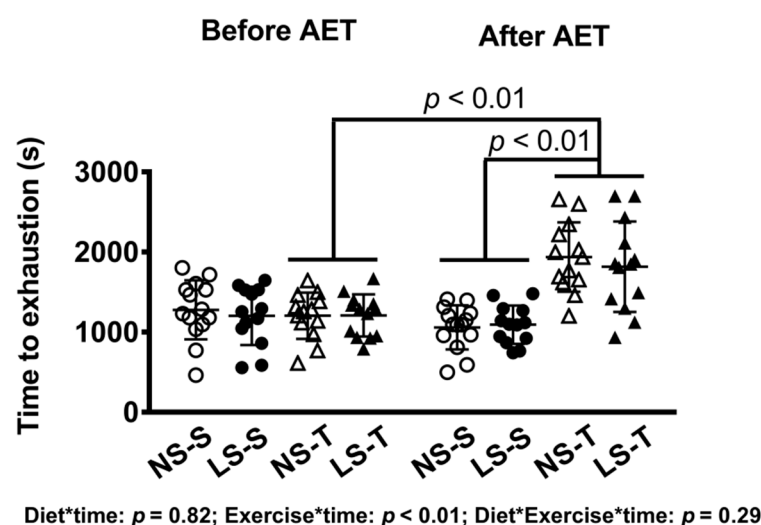 Before AET After AET
p < 0.01
p < 0.01
Time to exhaustion (s)
3000
2000
1000
0
NS-S LS-S NS-T LS-T NS-S LS-S NS-T LS-T
Diet*time: p = 0.82; Exercise*time: p < 0.01; Diet*Exercise*time: p = 0.29